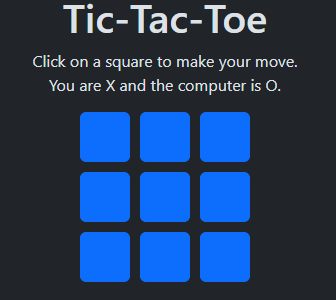 Tic-Tac-Toe
Click on a square to make your move.
You are X and the computer is O.